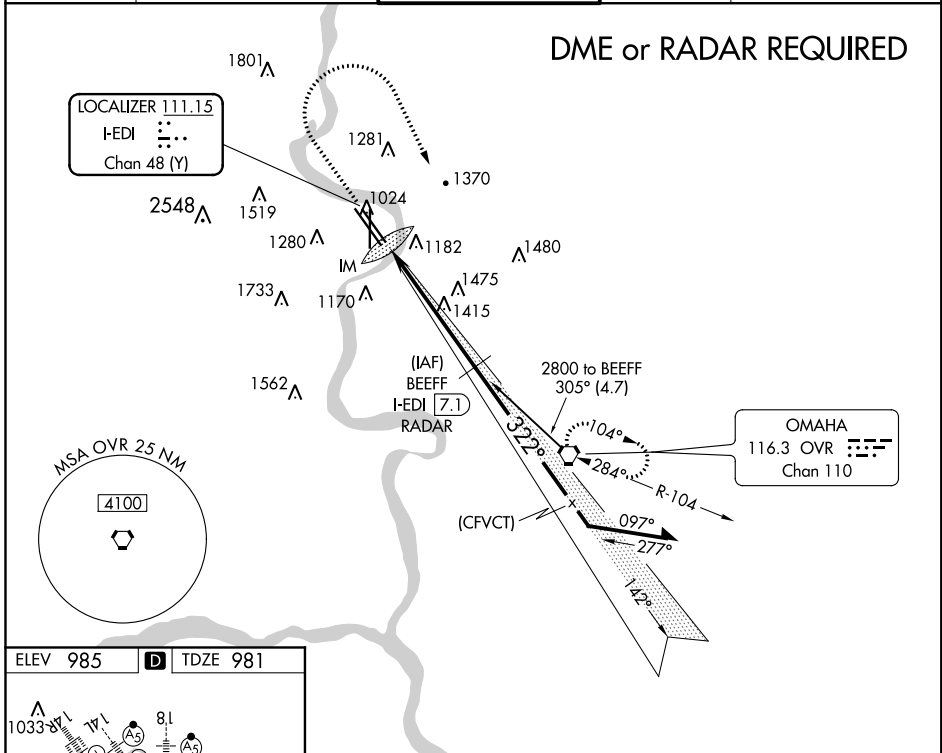 DME or RADAR REQUIRED
1801
LOCALIZER 111.15
I-EDI
Chan 48 (Y)
1281
1370
1024
2548
1519
1280
1182
1480
IM
1475
1733
1170
1415
(IAF)
BEEFF
I-EDI 7.1
RADAR
2800 to BEEFF
305° (4.7)
1562
322°
104°
284°
R-104
OMAHA
116.3 OVR
Chan 110
MSA OVR 25 NM
4100
(CFVCT)
097°
277°
142°
ELEV 985 D TDZE 981
1033
14R
14L
18
A5
A5